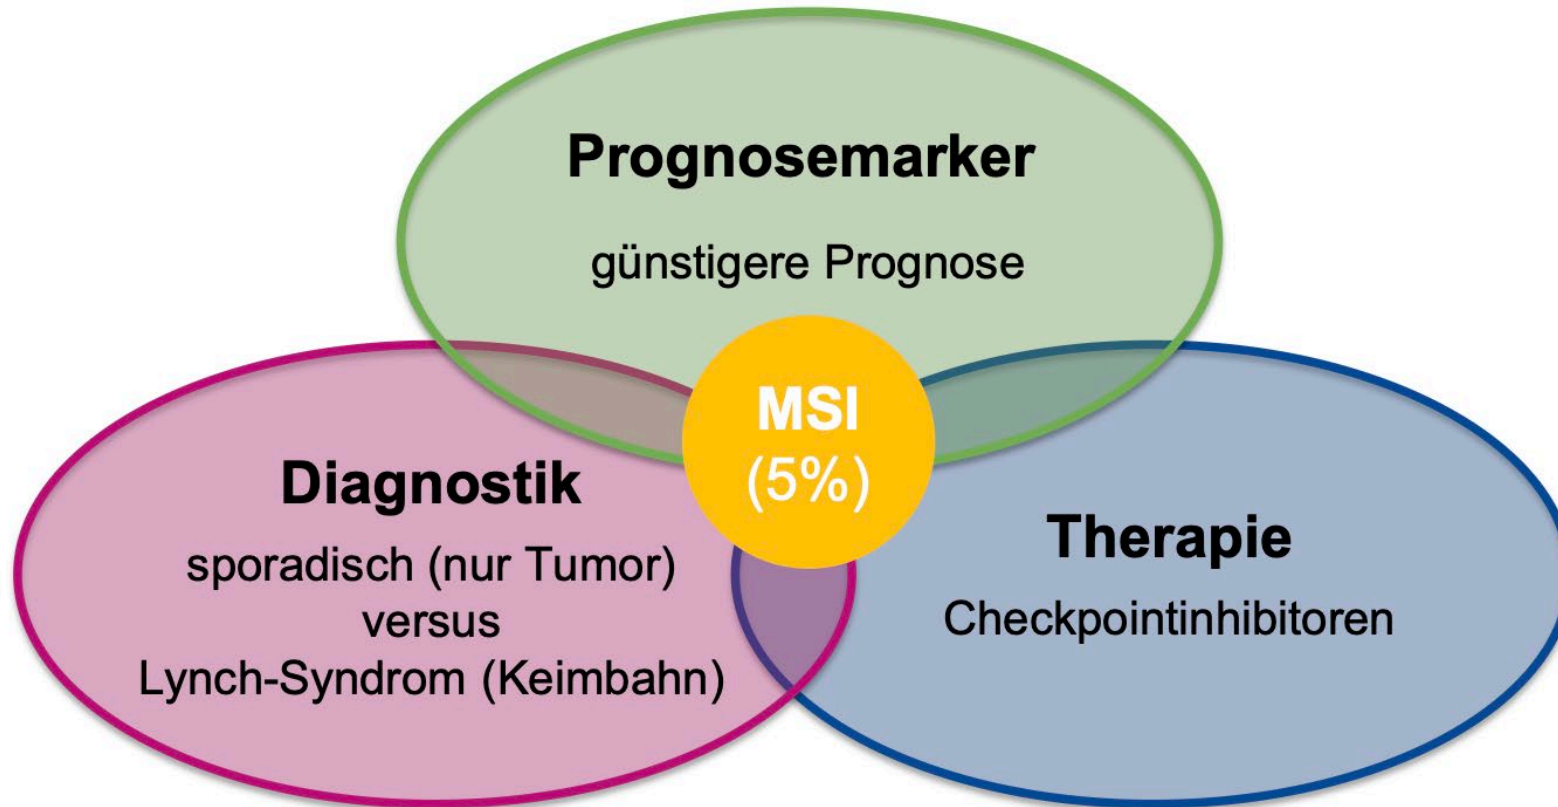 Prognosemarker
günstigere Prognose
MSI
(5%)
Diagnostik
sporadisch (nur Tumor)
versus
Lynch-Syndrom (Keimbahn)
Therapie
Checkpointinhibitoren